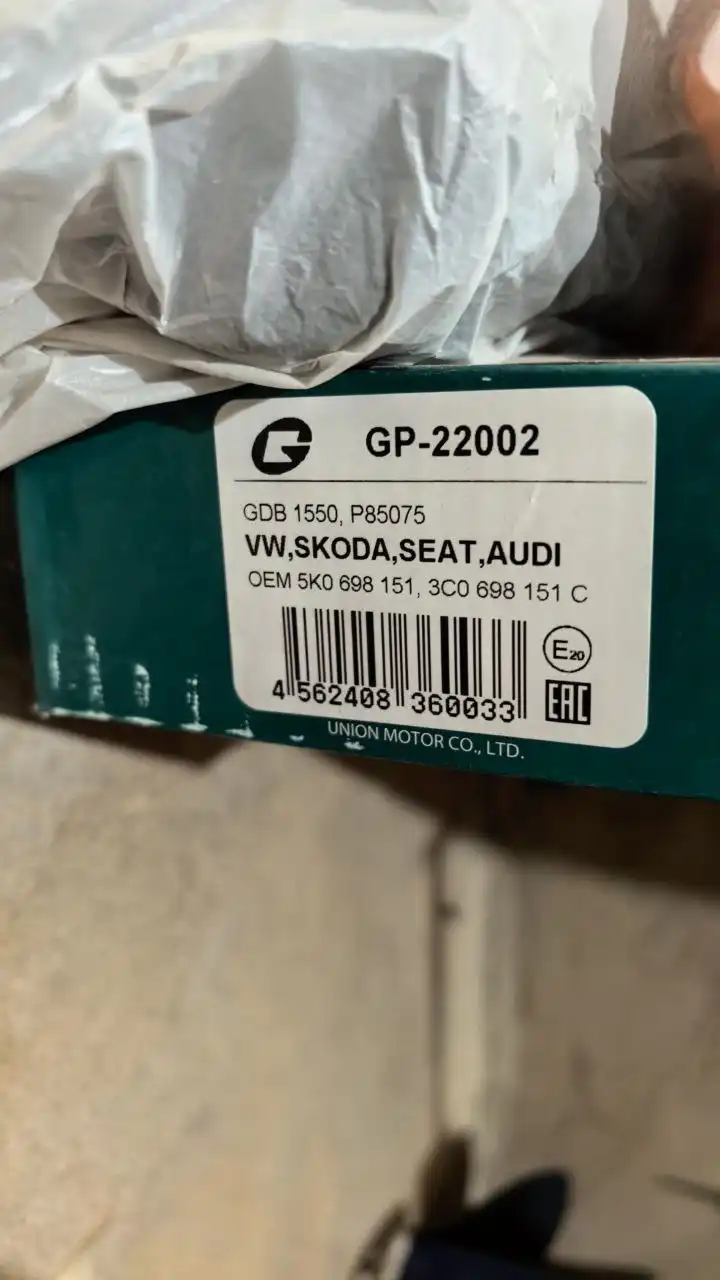 G GP-22002
GDB 1550, P85075
VW,SKODA,SEAT,AUDI
OEM 5K0 698 151, 3C0 698 151 C
E20
4 562408 360033
EAC
UNION MOTOR CO., LTD.